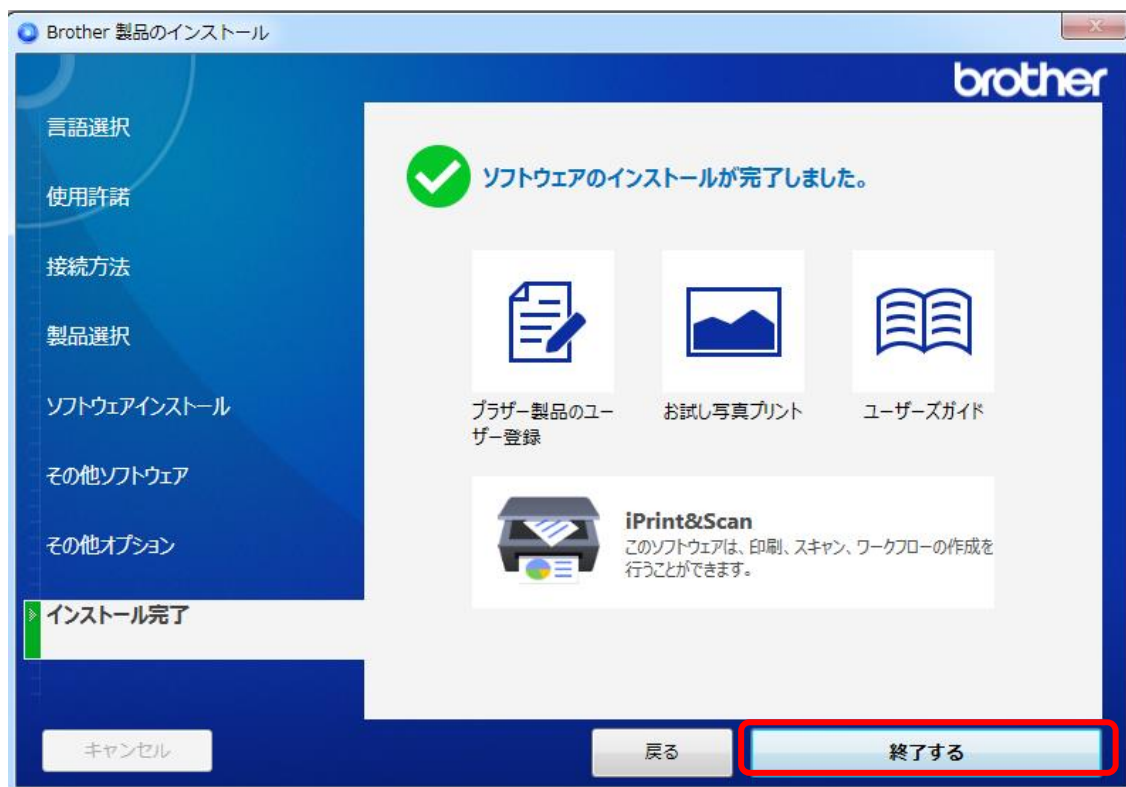 Brother 製品のインストール
brother
言語選択
使用許諾
接続方法
製品選択
ソフトウェアインストール
その他ソフトウェア
その他オプション
インストール完了
ソフトウェアのインストールが完了しました。
ブラザー製品のユー
ザー登録
お試し写真プリント
ユーザーズガイド
iPrint&Scan
このソフトウェアは、印刷、スキャン、ワークフローの作成を
行うことができます。
キャンセル
戻る
終了する